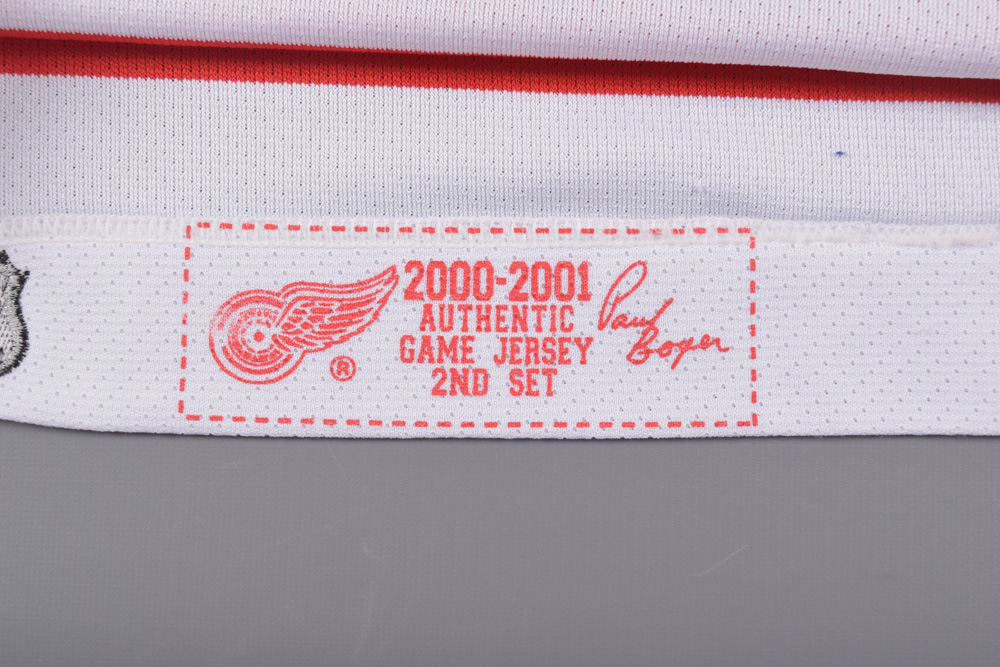 2000-2001
AUTHENTIC
GAME JERSEY
2ND SET
Paul
Boyer
®